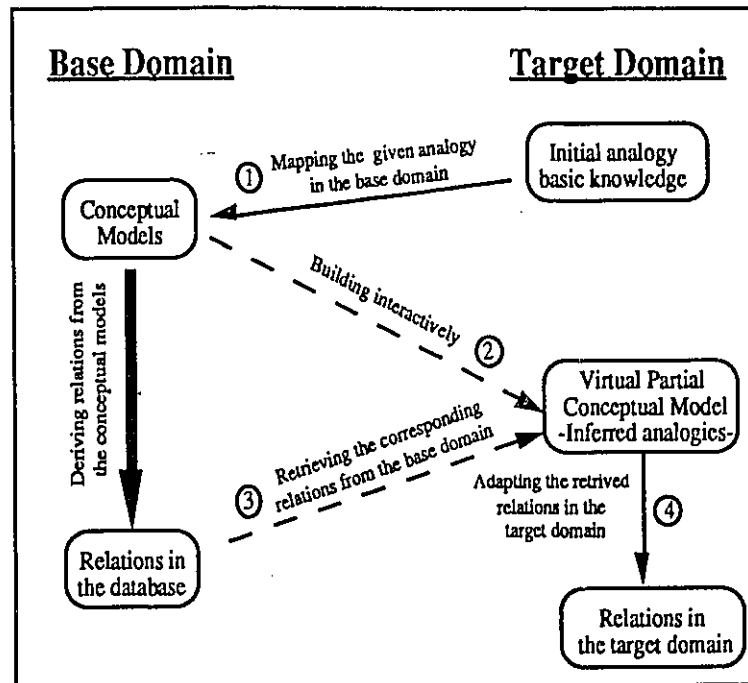 Base Domain
Target Domain
1
Mapping the given analogy
in the base domain
Initial analogy
basic knowledge
Conceptual
Models
Building interactively
2
Deriving relations from
the conceptual models
Virtual Partial
Conceptual Model
-Inferred analogies-
3
Retrieving the corresponding
relations from the base domain
Adapting the retrived
relations in the
target domain
4
Relations in
the database
Relations in
the target domain